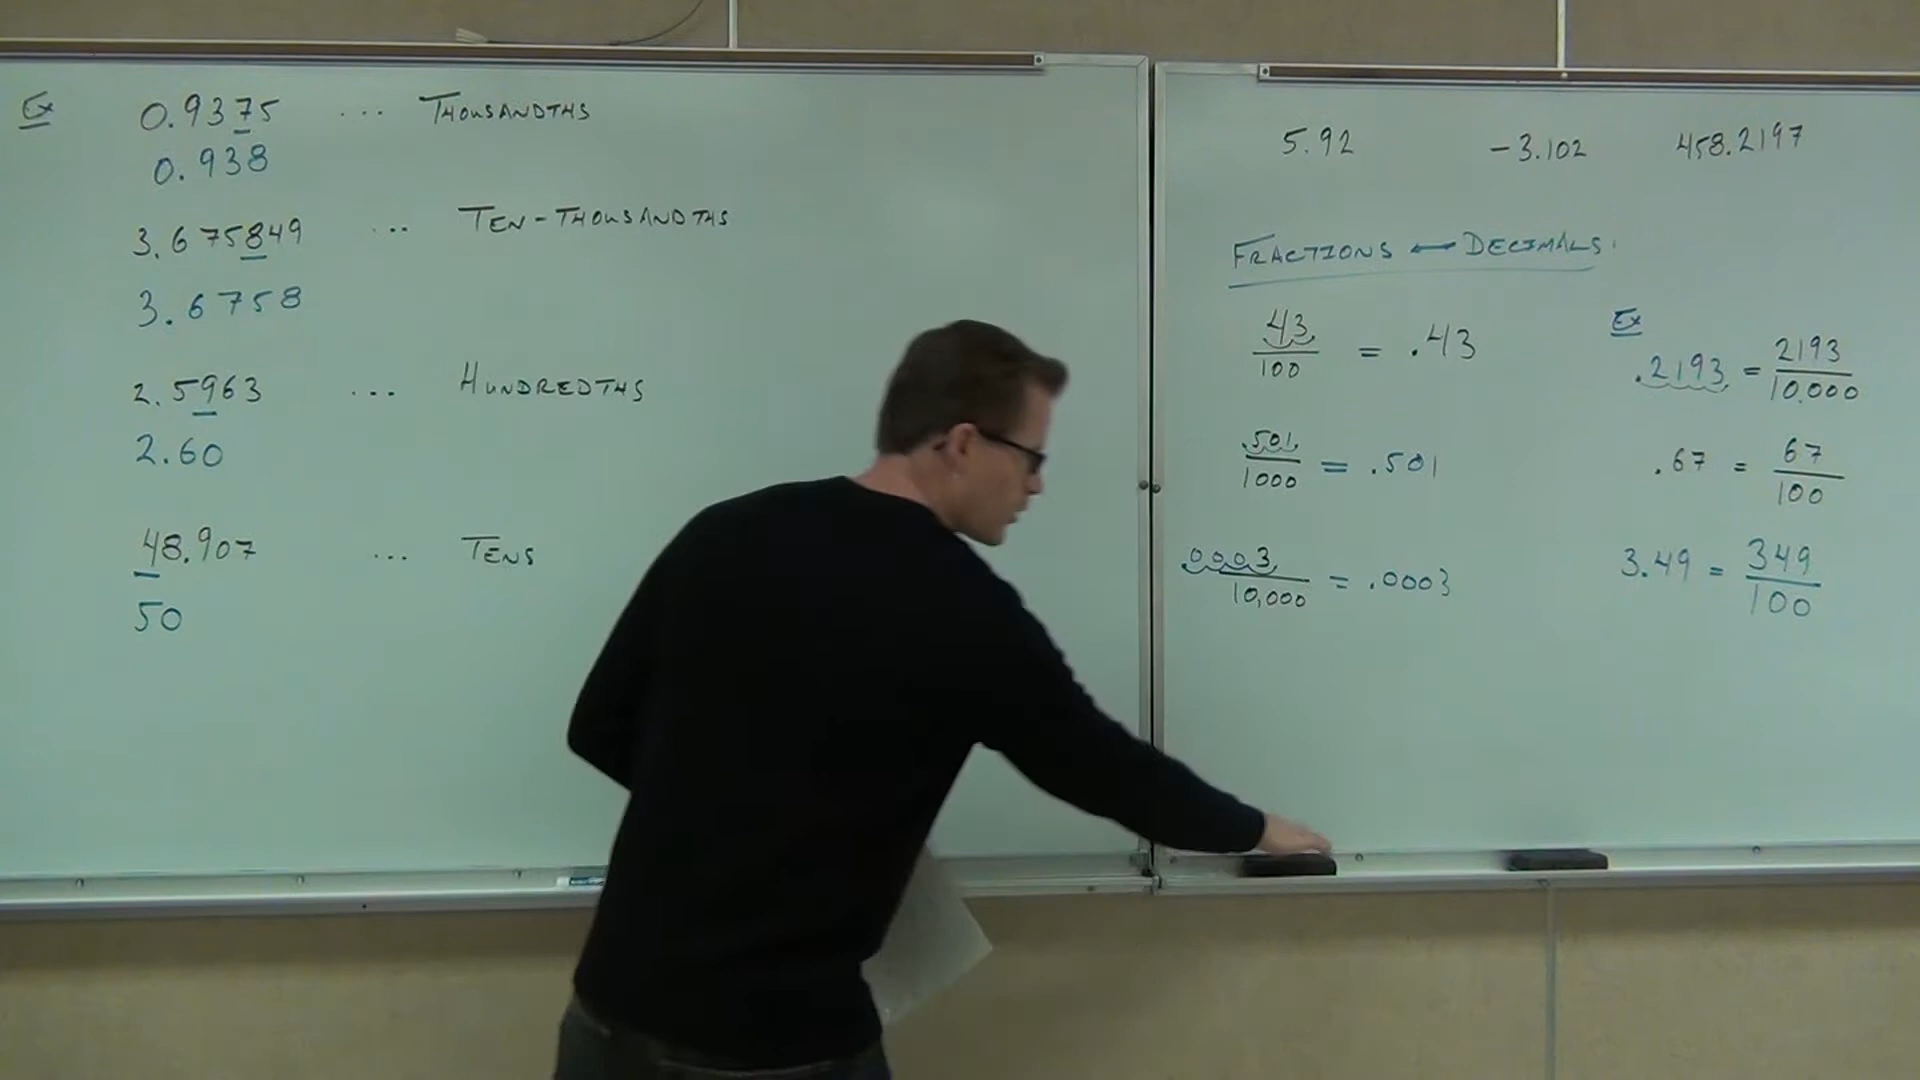 Ex 0.9375 ... THOUSANDTHS
0.938
3.675849 ... TEN-THOUSANDTHS
3.6758
2.5963 ... HUNDREDTHS
2.60
48.907 ... TENS
50
5.92 -3.102 458.2197
FRACTIONS ↔ DECIMALS:
43/100 = .43
.501/1000 = .501
0003/10,000 = .0003
Ex
.2193 = 2193/10,000
.67 = 67/100
3.49 = 349/100